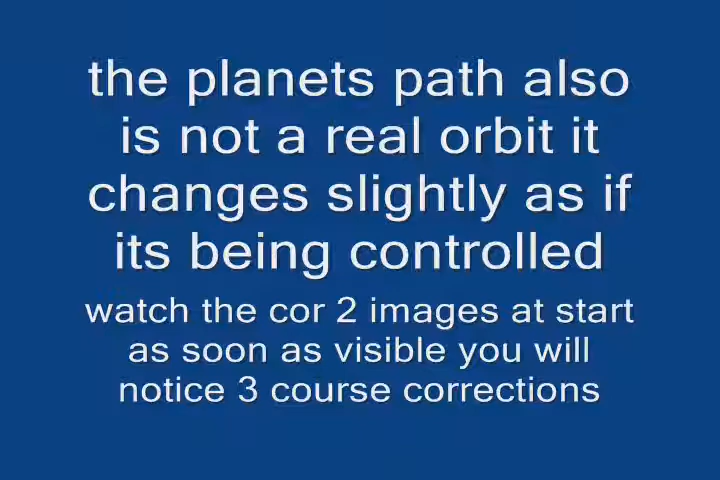 the planets path also
is not a real orbit it
changes slightly as if
its being controlled
watch the cor 2 images at start
as soon as visible you will
notice 3 course corrections